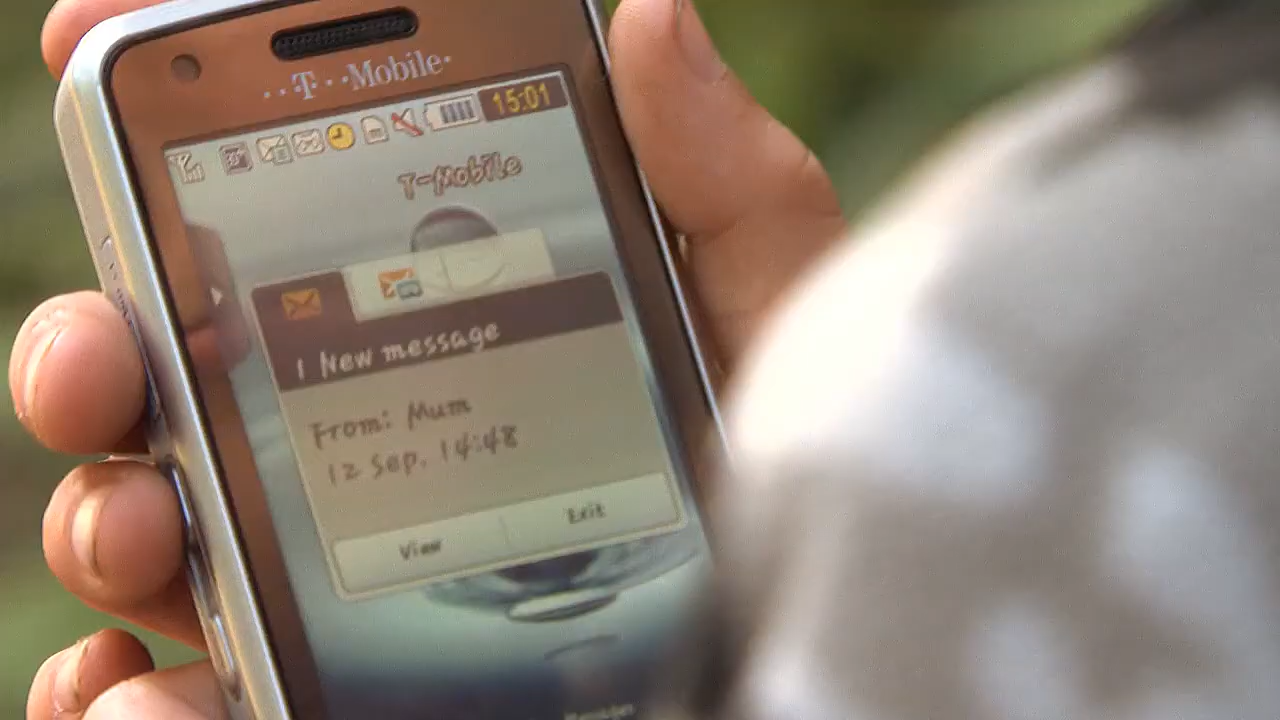 ··T··Mobile·
15:01
T-Mobile
1 New message
From: Mum
12 Sep. 14:48
View
Exit